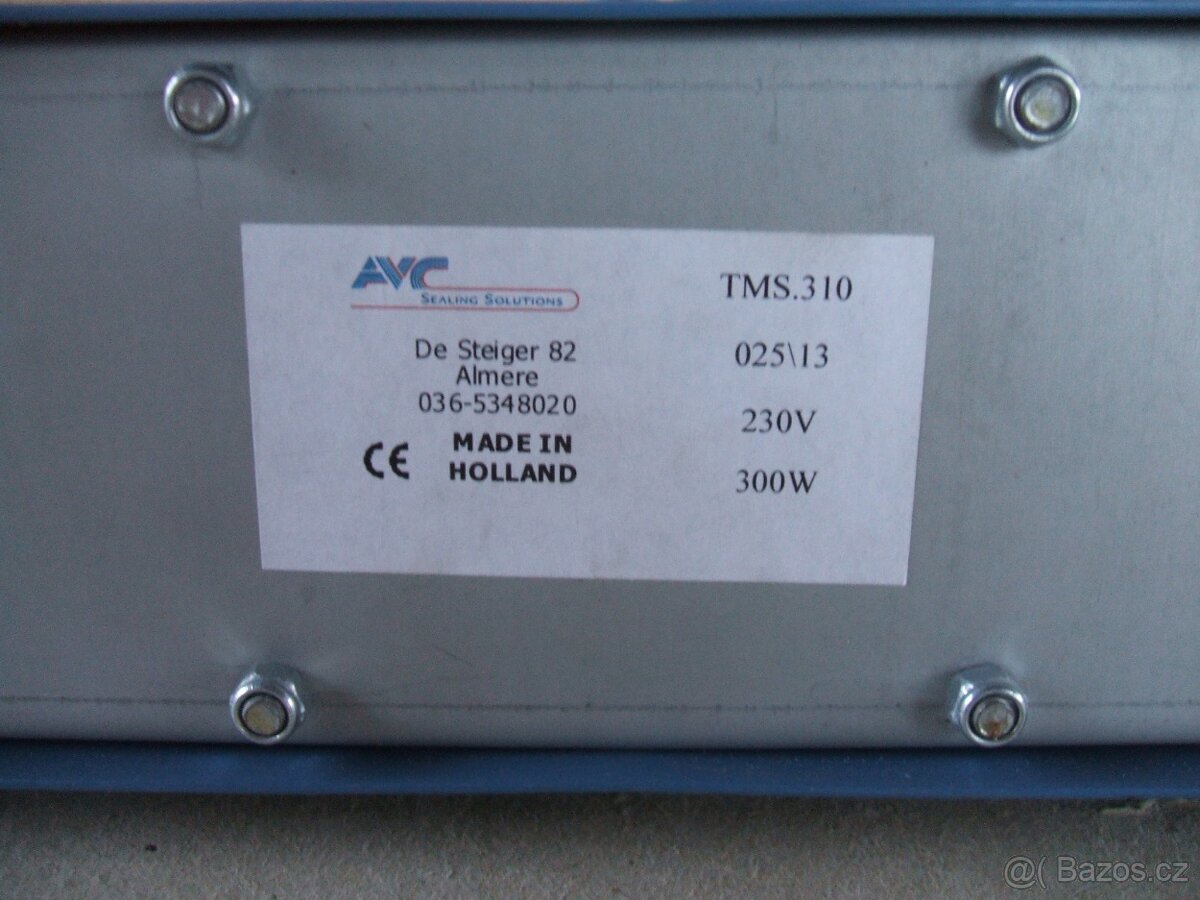 AVC
SEALING SOLUTIONS
De Steiger 82
Almere
036-5348020
CE MADE IN
HOLLAND
TMS.310
025\13
230V
300W
@( Bazos.cz